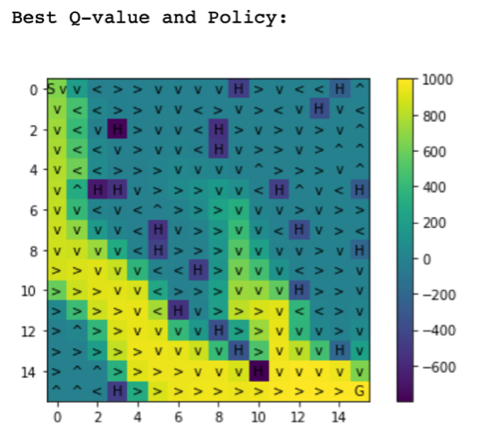 Best Q-value and Policy:
0 S v v < > > v v v v H > v < < H ^
v < < > > > v v < > v > < v H v <
2 v < v H > v v < H > v > v > v ^
v < < v > v v < H v > > v > ^ ^
4 v < < > > > v v v v ^ > > > v ^
v ^ H H v > > > v v < H ^ > < H
6 v v < v < ^ > > > v < < > v > >
v v v v < H v > > v v < H v v <
8 v v v v < H > > > v v < > > v H
> > v v v < < H > v v < < > > v
10 > > > v v < > > > v v v H > > v
> > > > v < H v > > > v < < > v
12 > ^ > > v v v v H > > v < > v v
> > > > > v v v v H > v v v H v
14 > ^ ^ > > > > > v v H v v v v v
^ ^ < H > > > > > > > > > > > G
0 2 4 6 8 10 12 14
1000
800
600
400
200
0
−200
−400
−600